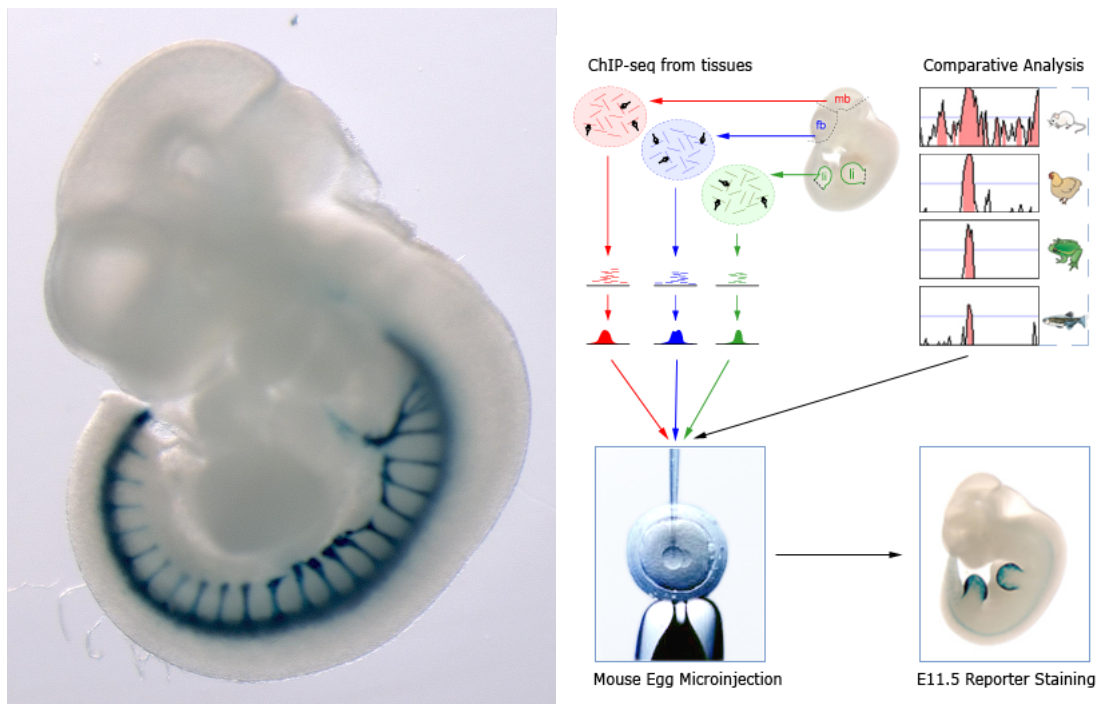 ChIP-seq from tissues
Comparative Analysis
mb
fb
li
li
Mouse Egg Microinjection
E11.5 Reporter Staining